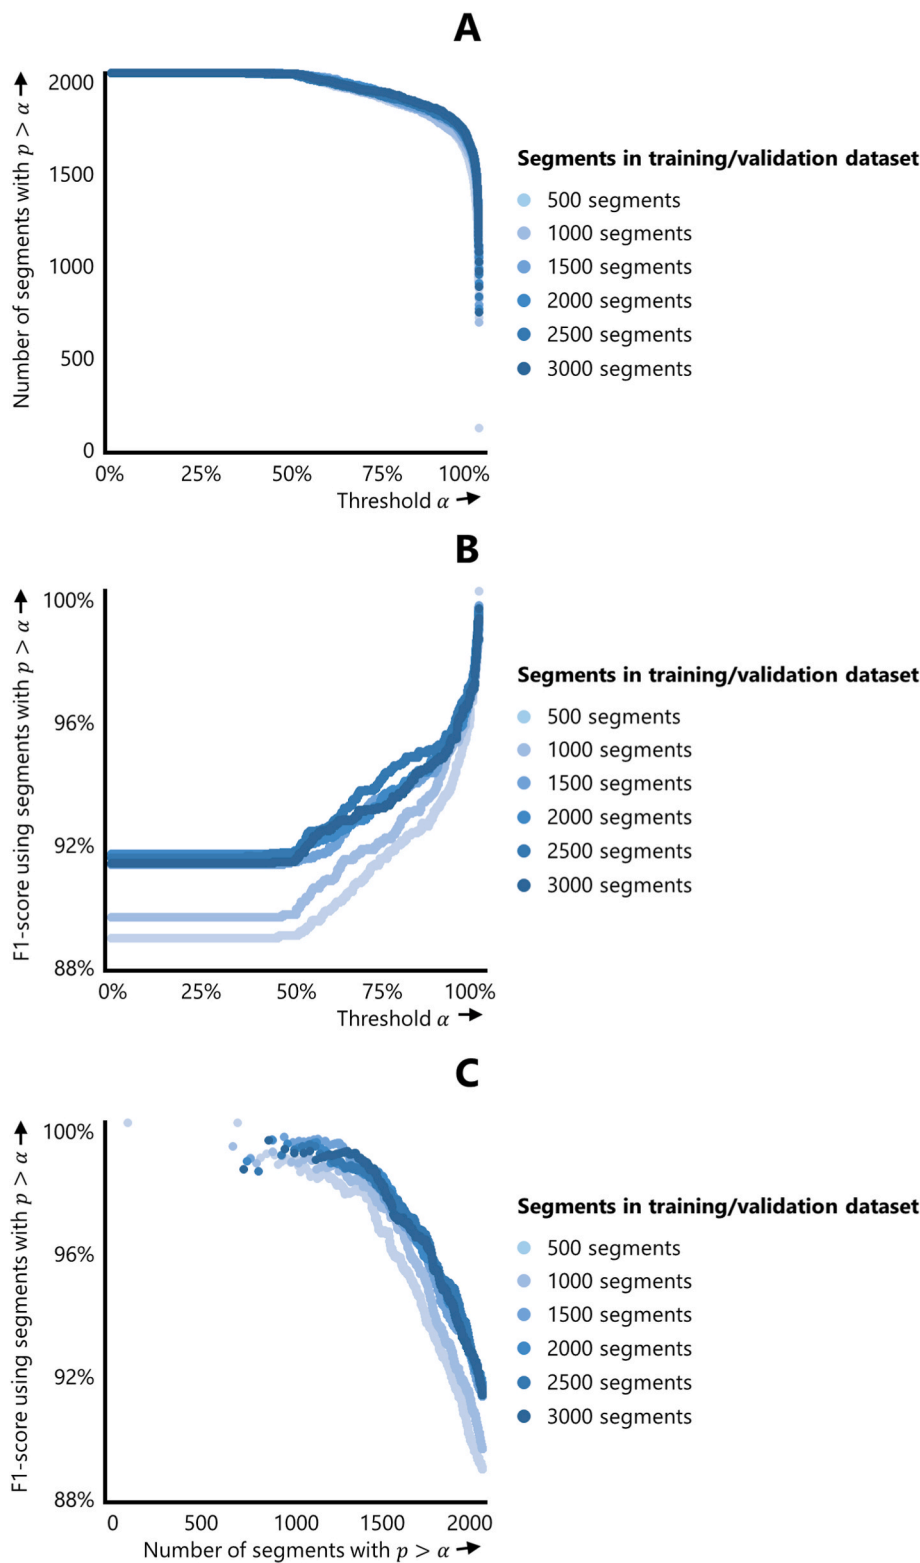 A
Number of segments with p > α →
2000
1500
1000
500
0
0% 25% 50% 75% 100%
Threshold α →
Segments in training/validation dataset
500 segments
1000 segments
1500 segments
2000 segments
2500 segments
3000 segments
B
F1-score using segments with p > α →
100%
96%
92%
88%
0% 25% 50% 75% 100%
Threshold α →
Segments in training/validation dataset
500 segments
1000 segments
1500 segments
2000 segments
2500 segments
3000 segments
C
F1-score using segments with p > α →
100%
96%
92%
88%
0 500 1000 1500 2000
Number of segments with p > α →
Segments in training/validation dataset
500 segments
1000 segments
1500 segments
2000 segments
2500 segments
3000 segments